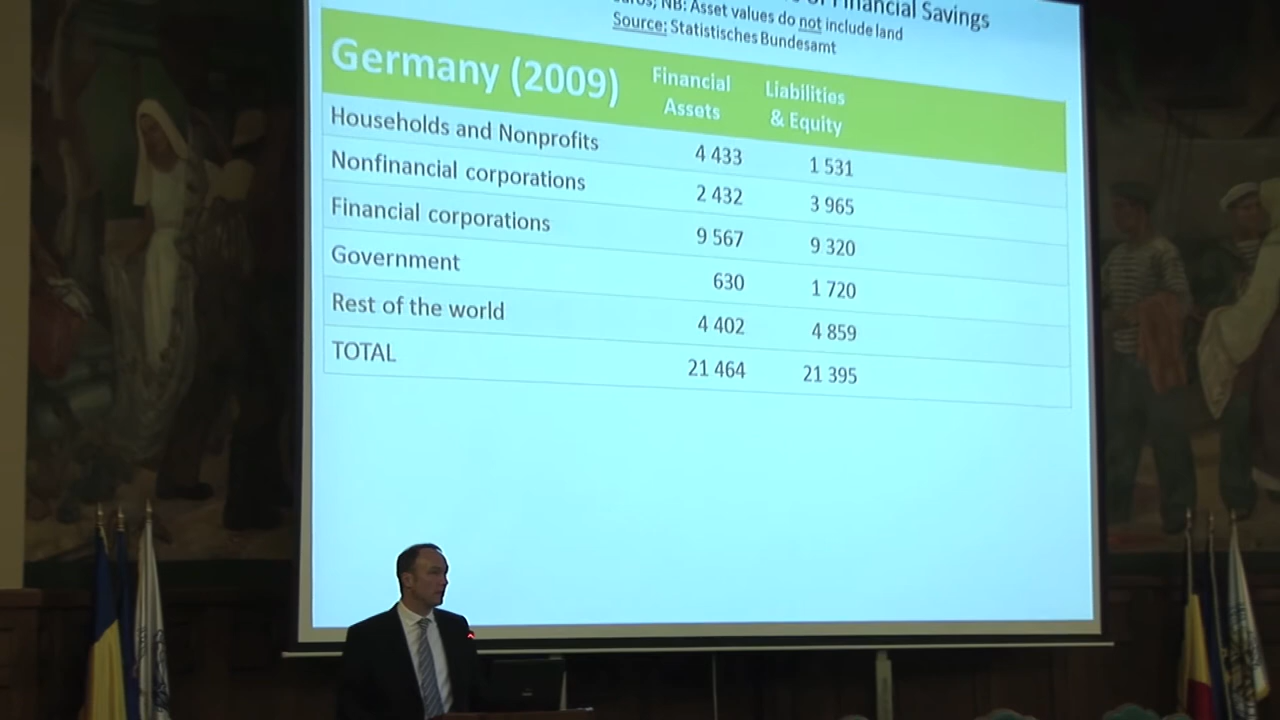 Financial Savings
NB: Asset values do not include land
Source: Statistisches Bundesamt
Germany (2009) Financial Assets Liabilities & Equity
Households and Nonprofits 4 433 1 531
Nonfinancial corporations 2 432 3 965
Financial corporations 9 567 9 320
Government 630 1 720
Rest of the world 4 402 4 859
TOTAL 21 464 21 395